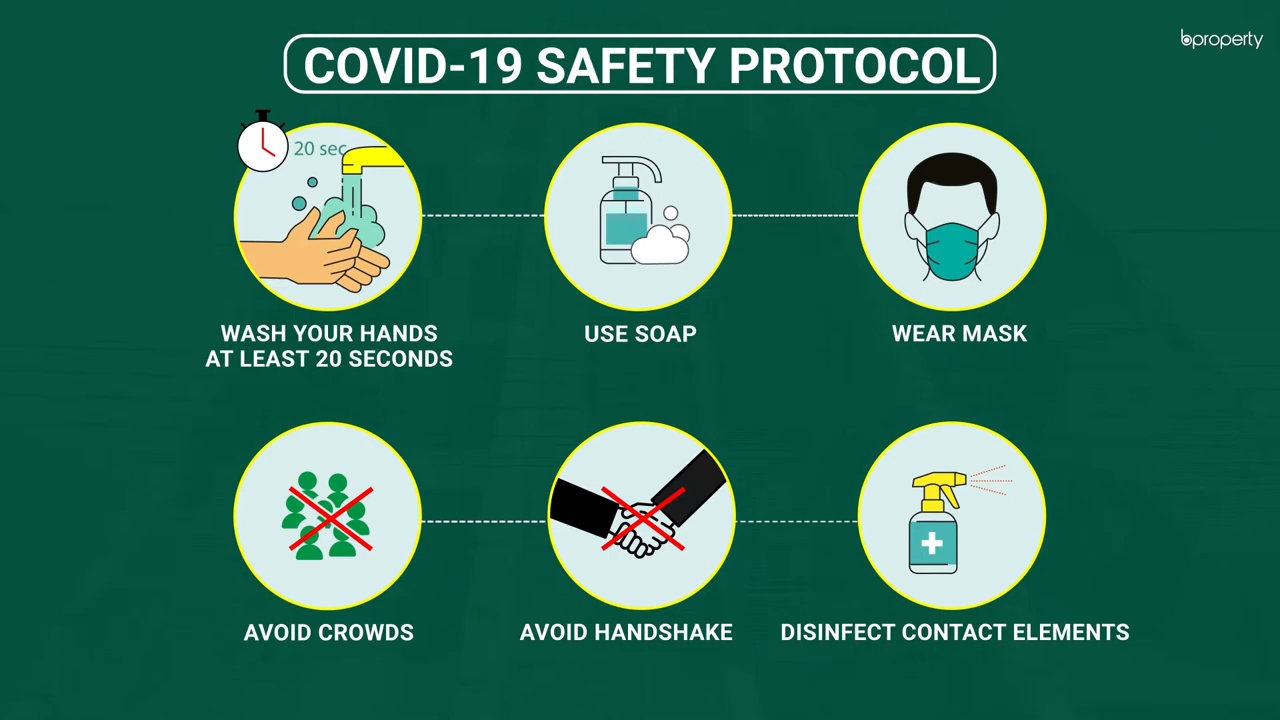 bproperty
COVID-19 SAFETY PROTOCOL
20 sec
WASH YOUR HANDS
AT LEAST 20 SECONDS
USE SOAP
WEAR MASK
AVOID CROWDS
AVOID HANDSHAKE
DISINFECT CONTACT ELEMENTS